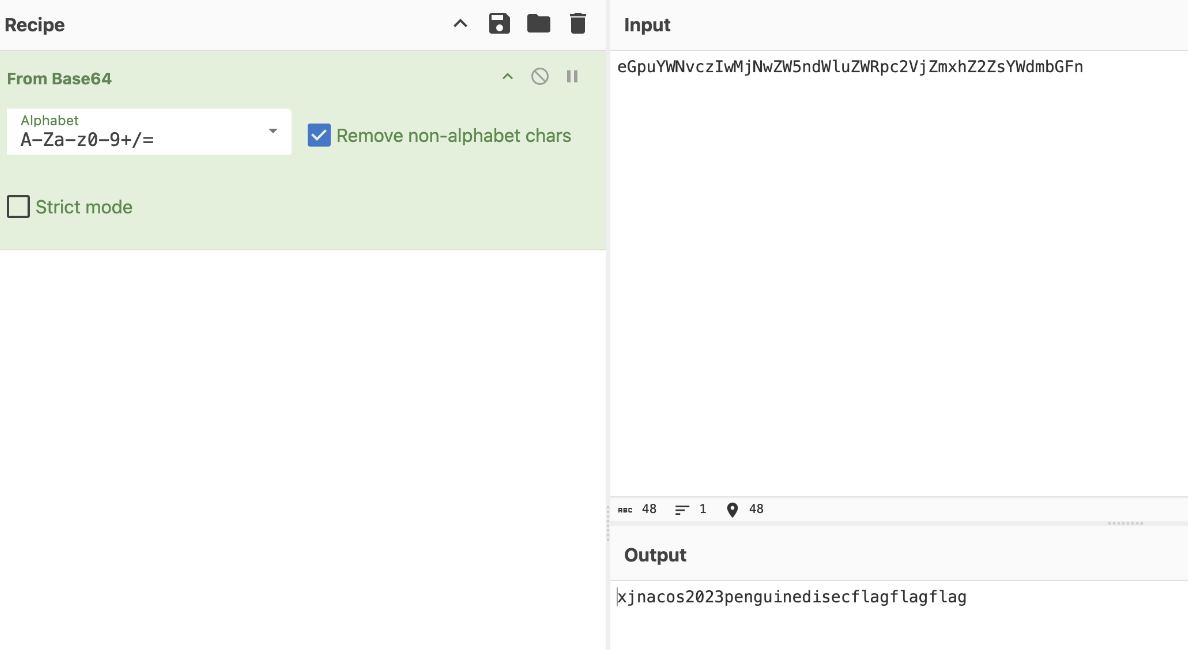 Recipe
From Base64
Alphabet
A-Za-z0-9+/=
Remove non-alphabet chars
Strict mode
Input
eGpuYWNvczIwMjNwZW5ndWluZWRpc2VjZmxhZ2ZsYWdmbGFn
ABC 48 1 48
Output
xjnacos2023penguinedisecflagflagflag